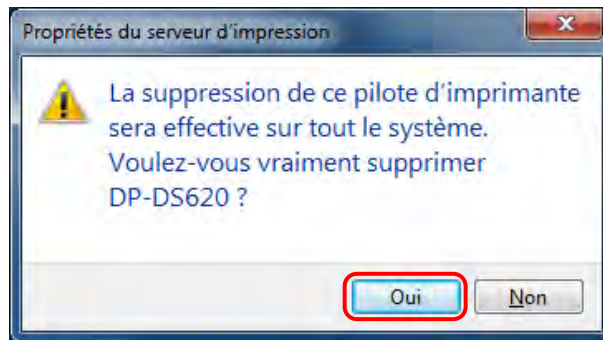 Propriétés du serveur d'impression
La suppression de ce pilote d'imprimante
sera effective sur tout le système.
Voulez-vous vraiment supprimer
DP-DS620 ?
Oui
Non